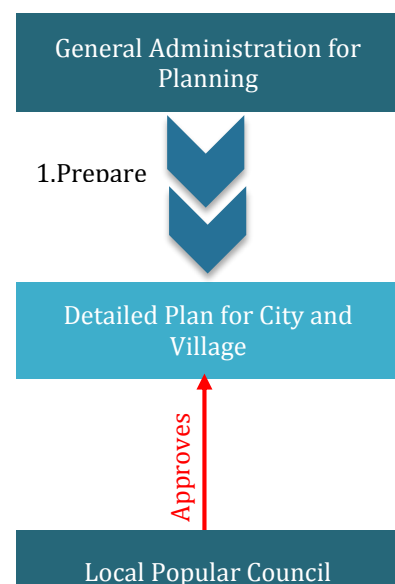 General Administration for
Planning
1.Prepare
Detailed Plan for City and
Village
Approves
Local Popular Council